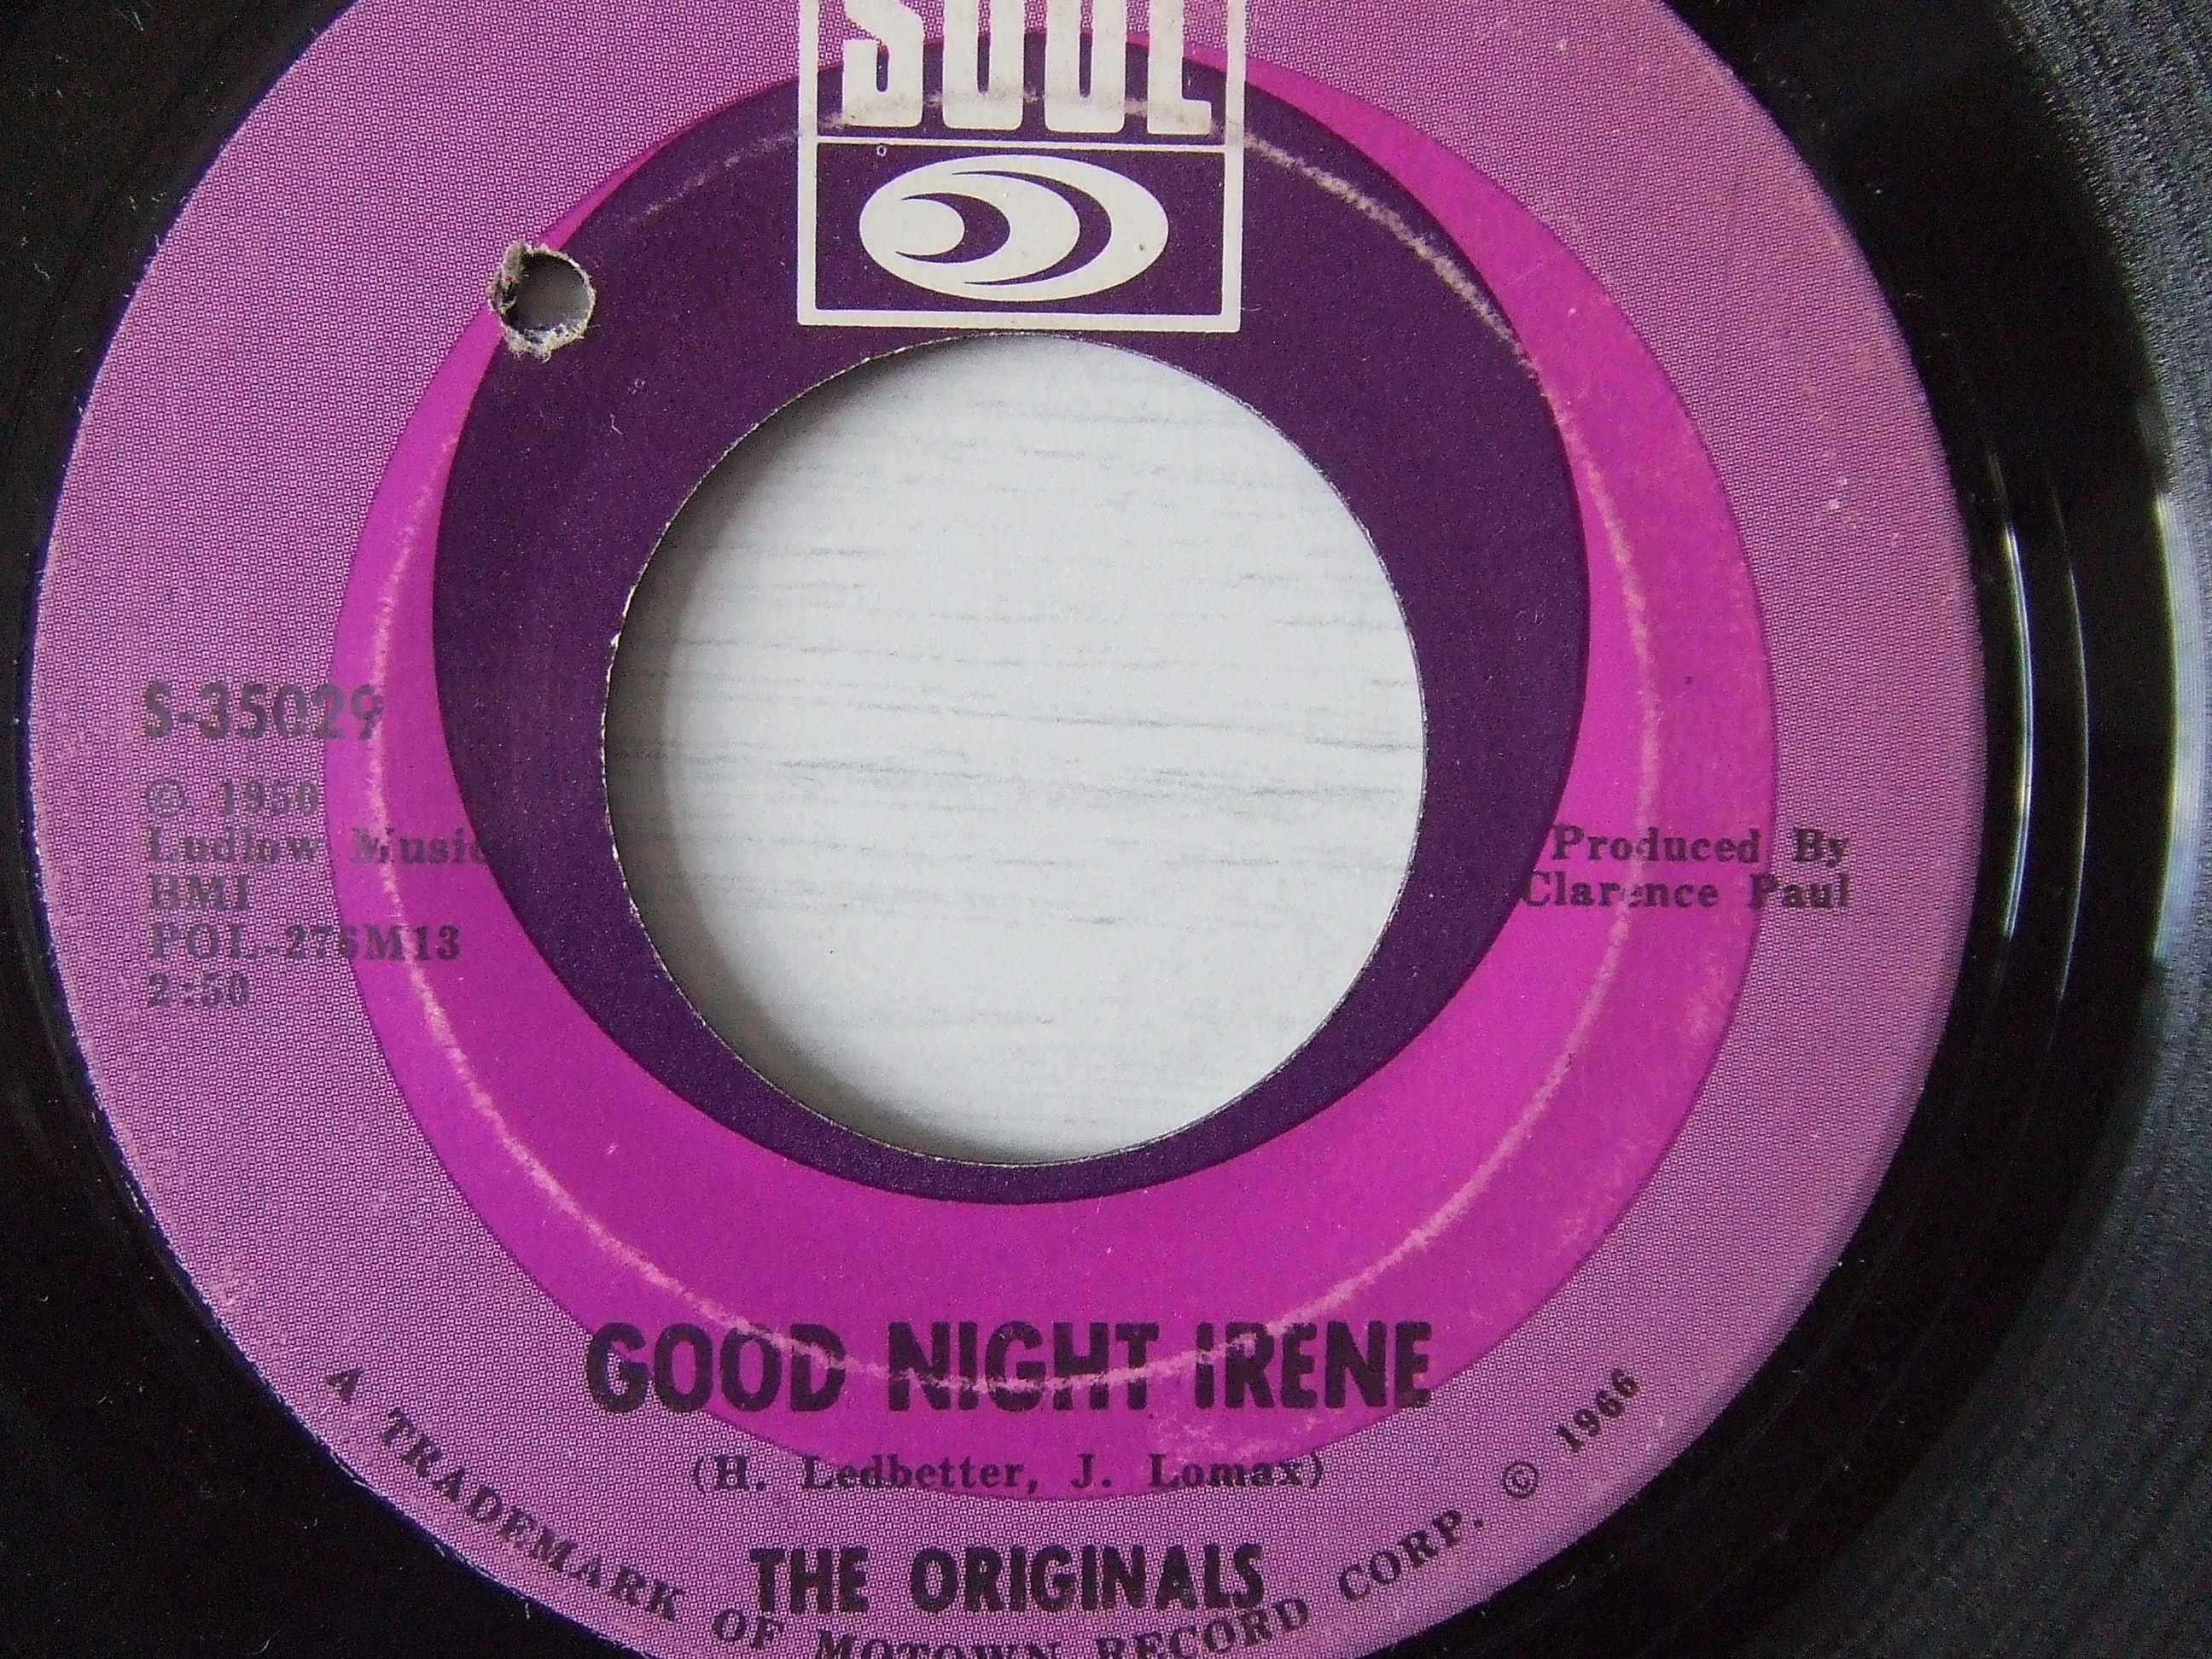 SOUL
S-35029
© 1950
Ludlow Music
BMI
POL-276M13
2:50
Produced By
Clarence Paul
GOOD NIGHT IRENE
(H. Ledbetter, J. Lomax)
THE ORIGINALS
A TRADEMARK OF MOTOWN RECORD CORP. © 1966